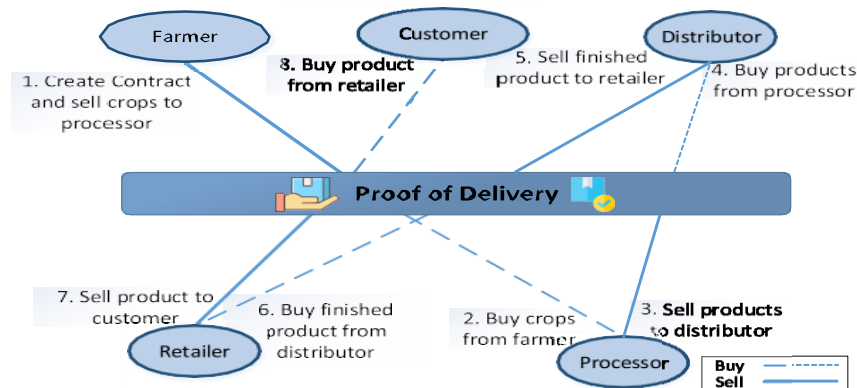 Farmer
Customer
Distributor
1. Create Contract
and sell crops to
processor
8. Buy product
from retailer
5. Sell finished
product to retailer
4. Buy products
from processor
Proof of Delivery
7. Sell product to
customer
6. Buy finished
product from
distributor
2. Buy crops
from farmer
3. Sell products
to distributor
Retailer
Processor
Buy
Sell